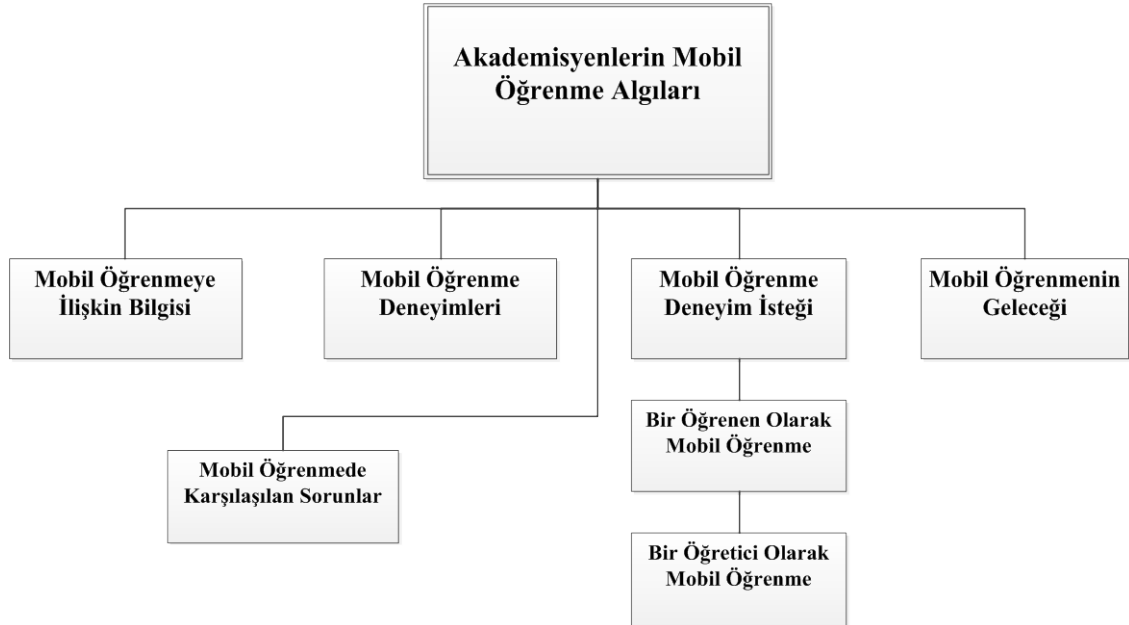 Akademisyenlerin Mobil
Öğrenme Algıları
Mobil Öğrenmeye
İlişkin Bilgisi
Mobil Öğrenme
Deneyimleri
Mobil Öğrenme
Deneyim İsteği
Mobil Öğrenmenin
Geleceği
Bir Öğrenen Olarak
Mobil Öğrenme
Mobil Öğrenmede
Karşılaşılan Sorunlar
Bir Öğretici Olarak
Mobil Öğrenme